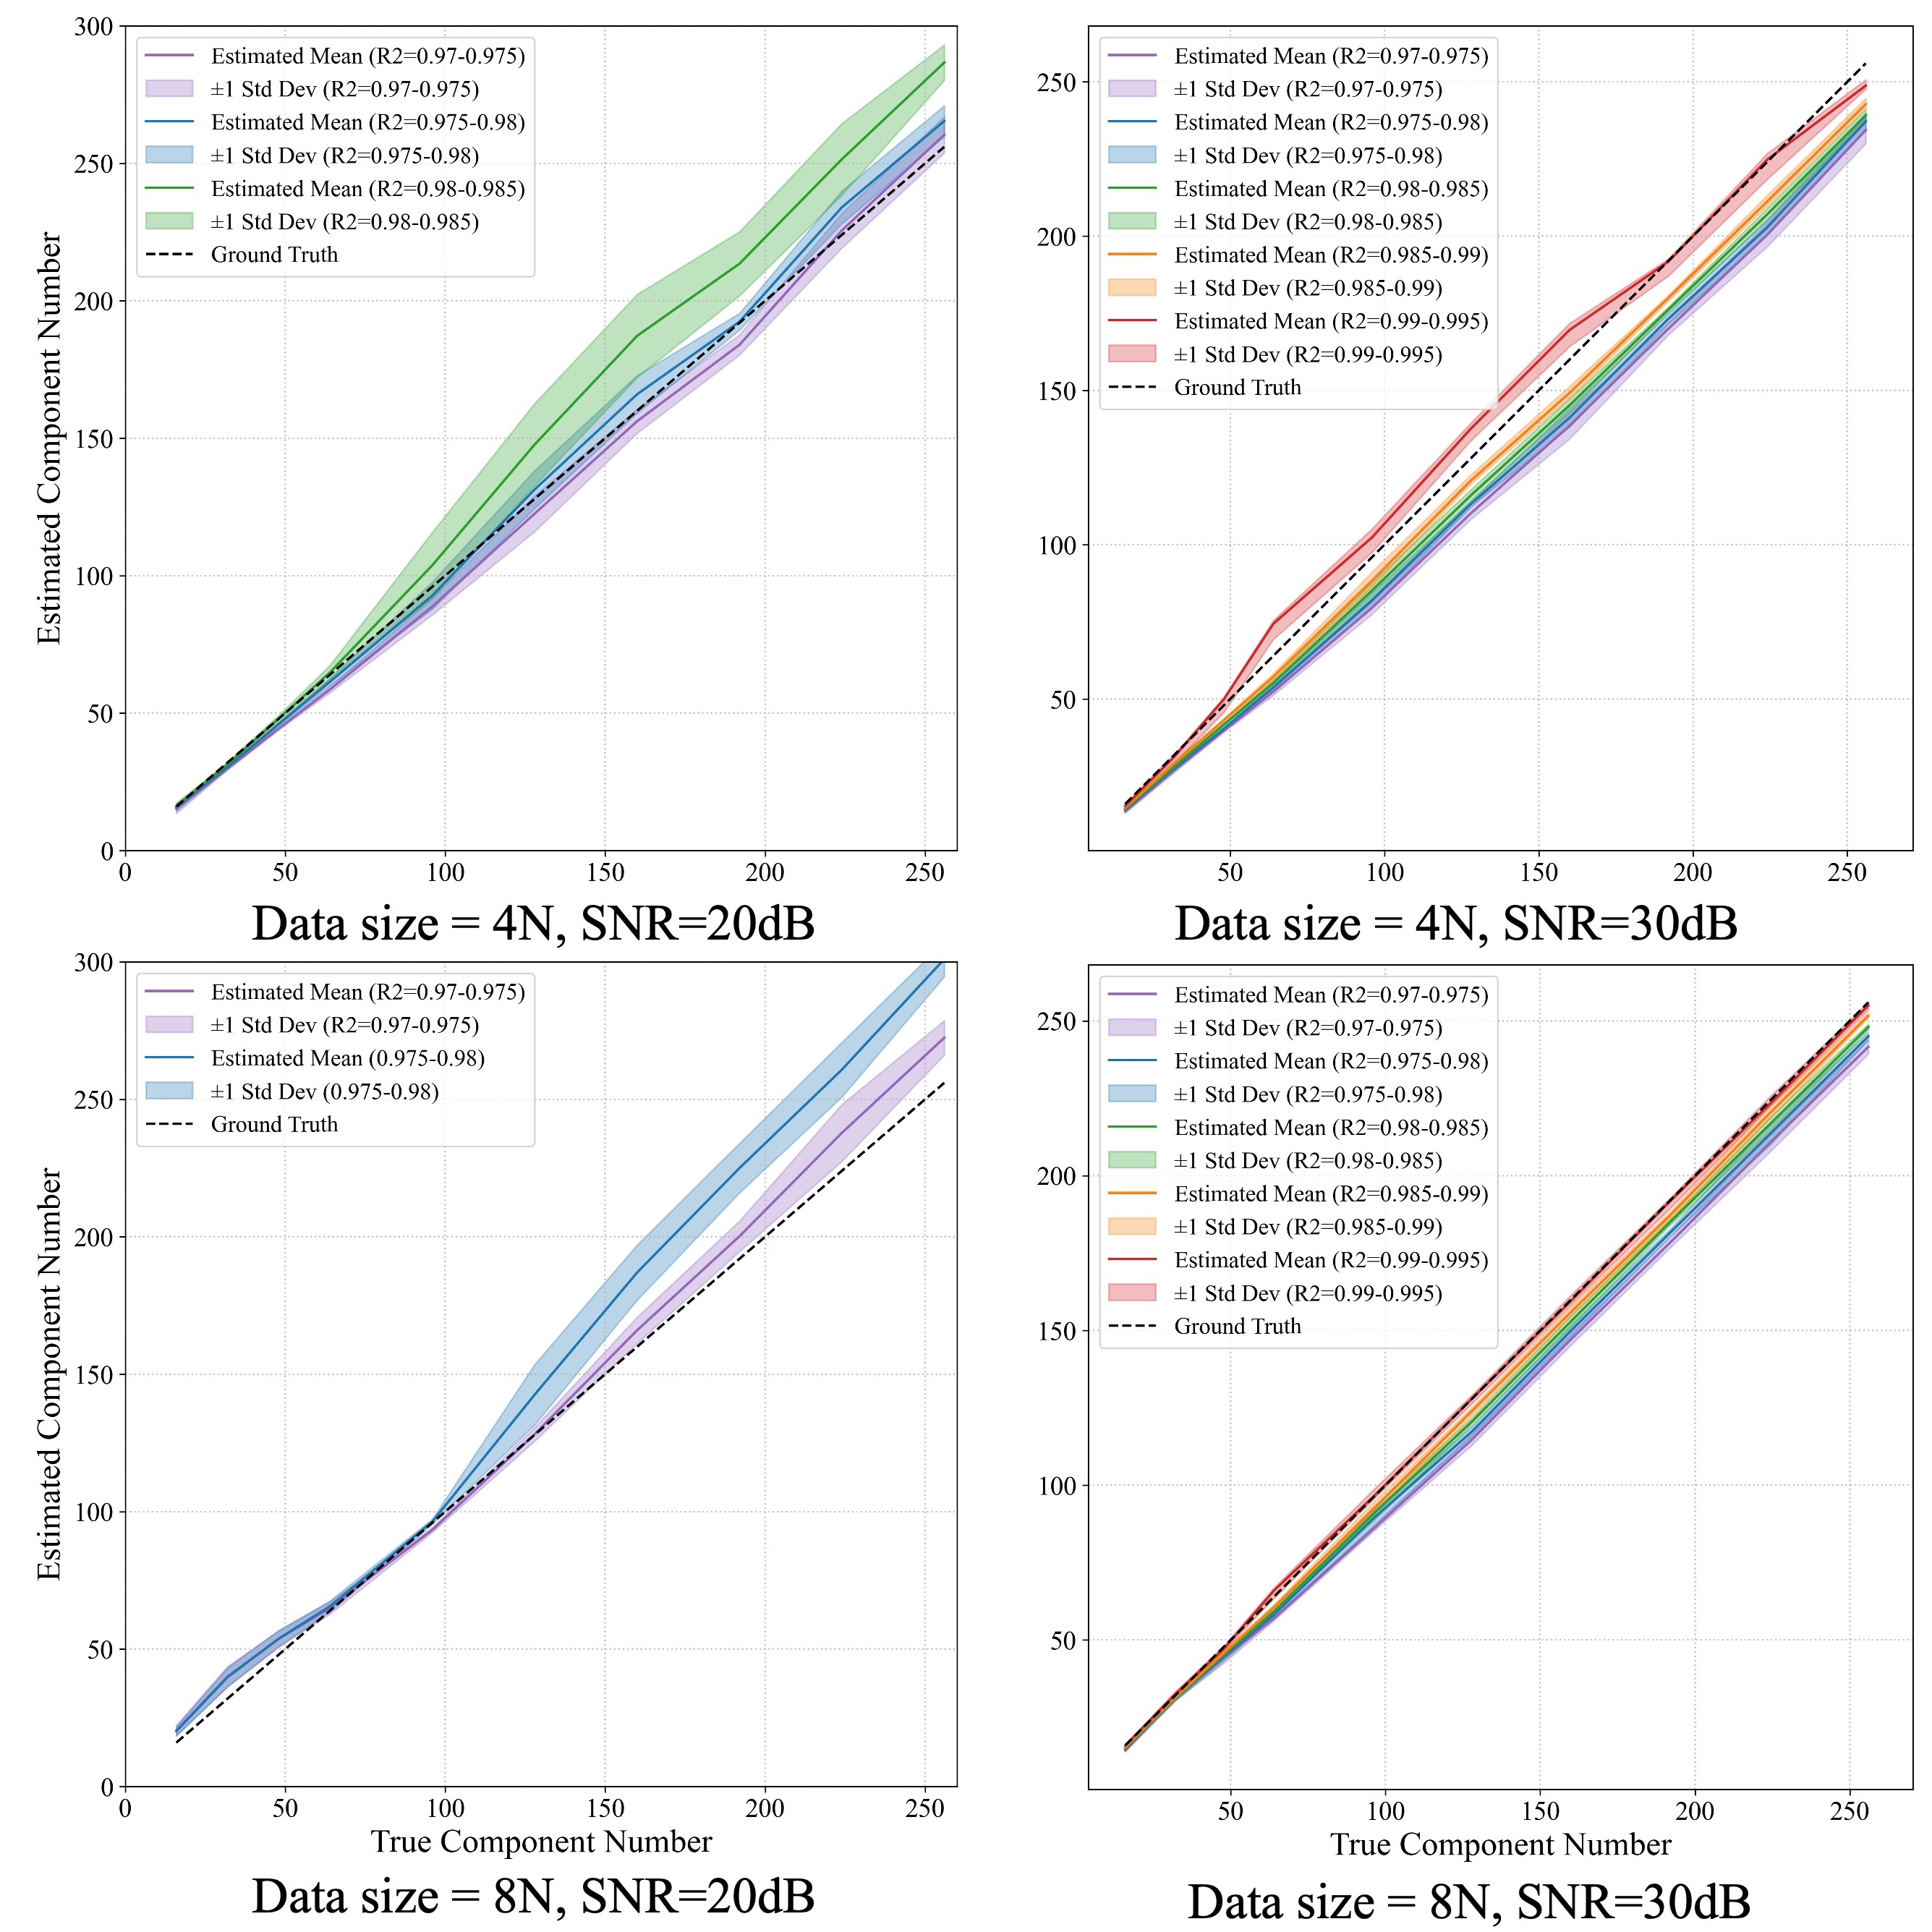 300
250
200
150
100
50
0
Estimated Component Number
Estimated Mean (R2=0.97-0.975)
±1 Std Dev (R2=0.97-0.975)
Estimated Mean (R2=0.975-0.98)
±1 Std Dev (R2=0.975-0.98)
Estimated Mean (R2=0.98-0.985)
±1 Std Dev (R2=0.98-0.985)
Ground Truth
0 50 100 150 200 250
Data size = 4N, SNR=20dB
250
200
150
100
50
Estimated Mean (R2=0.97-0.975)
±1 Std Dev (R2=0.97-0.975)
Estimated Mean (R2=0.975-0.98)
±1 Std Dev (R2=0.975-0.98)
Estimated Mean (R2=0.98-0.985)
±1 Std Dev (R2=0.98-0.985)
Estimated Mean (R2=0.985-0.99)
±1 Std Dev (R2=0.985-0.99)
Estimated Mean (R2=0.99-0.995)
±1 Std Dev (R2=0.99-0.995)
Ground Truth
50 100 150 200 250
Data size = 4N, SNR=30dB
300
250
200
150
100
50
0
Estimated Component Number
Estimated Mean (R2=0.97-0.975)
±1 Std Dev (R2=0.97-0.975)
Estimated Mean (0.975-0.98)
±1 Std Dev (0.975-0.98)
Ground Truth
0 50 100 150 200 250
True Component Number
Data size = 8N, SNR=20dB
250
200
150
100
50
Estimated Mean (R2=0.97-0.975)
±1 Std Dev (R2=0.97-0.975)
Estimated Mean (R2=0.975-0.98)
±1 Std Dev (R2=0.975-0.98)
Estimated Mean (R2=0.98-0.985)
±1 Std Dev (R2=0.98-0.985)
Estimated Mean (R2=0.985-0.99)
±1 Std Dev (R2=0.985-0.99)
Estimated Mean (R2=0.99-0.995)
±1 Std Dev (R2=0.99-0.995)
Ground Truth
50 100 150 200 250
True Component Number
Data size = 8N, SNR=30dB